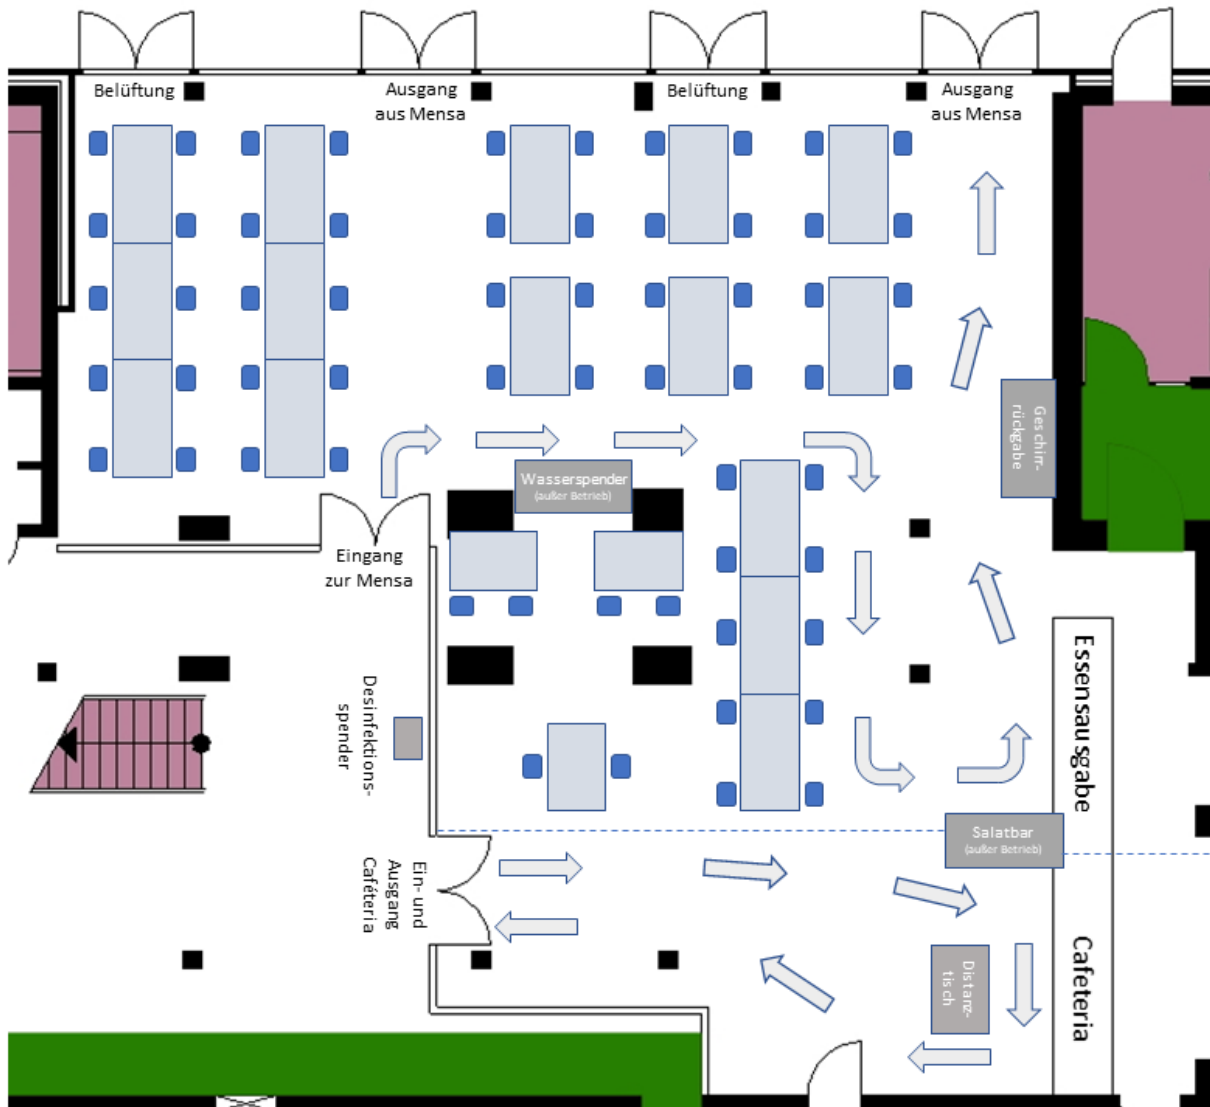 Belüftung
Ausgang
aus Mensa
Belüftung
Ausgang
aus Mensa
Geschirr-
rückgabe
Wasserspender
(außer Betrieb)
Eingang
zur Mensa
Desinfektions-
spender
Essensausgabe
Salatbar
(außer Betrieb)
Ein- und
Ausgang
Caféteria
Distanz-
tisch
Cafeteria